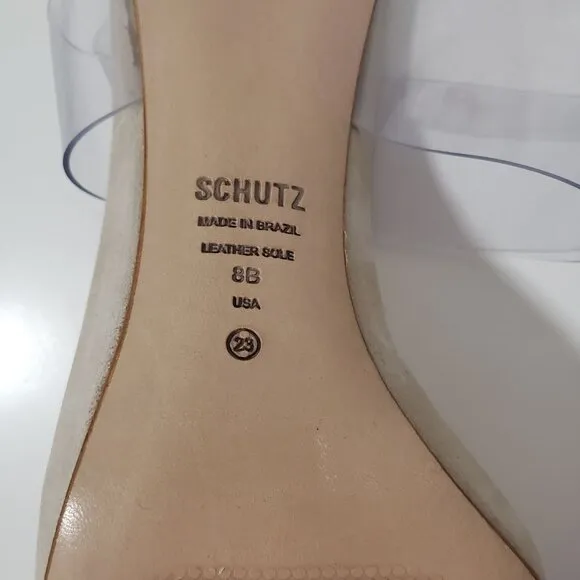 SCHUTZ
MADE IN BRAZIL
LEATHER SOLE
8B
USA
23